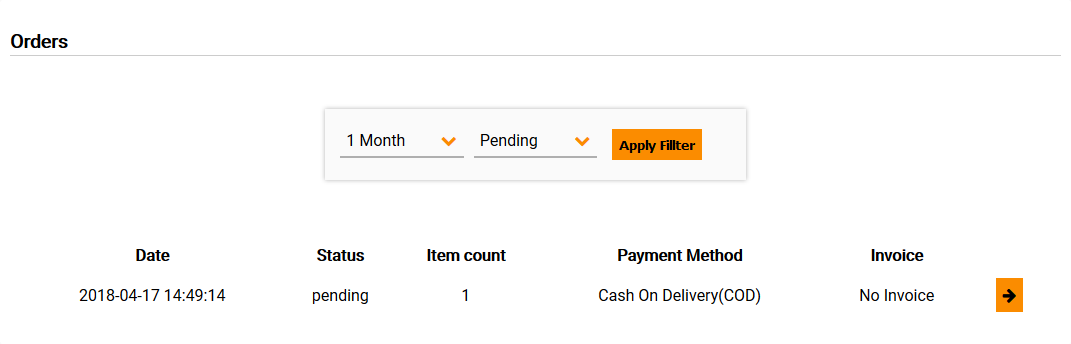 Orders
1 Month Pending Apply Fillter
Date Status Item count Payment Method Invoice
2018-04-17 14:49:14 pending 1 Cash On Delivery(COD) No Invoice